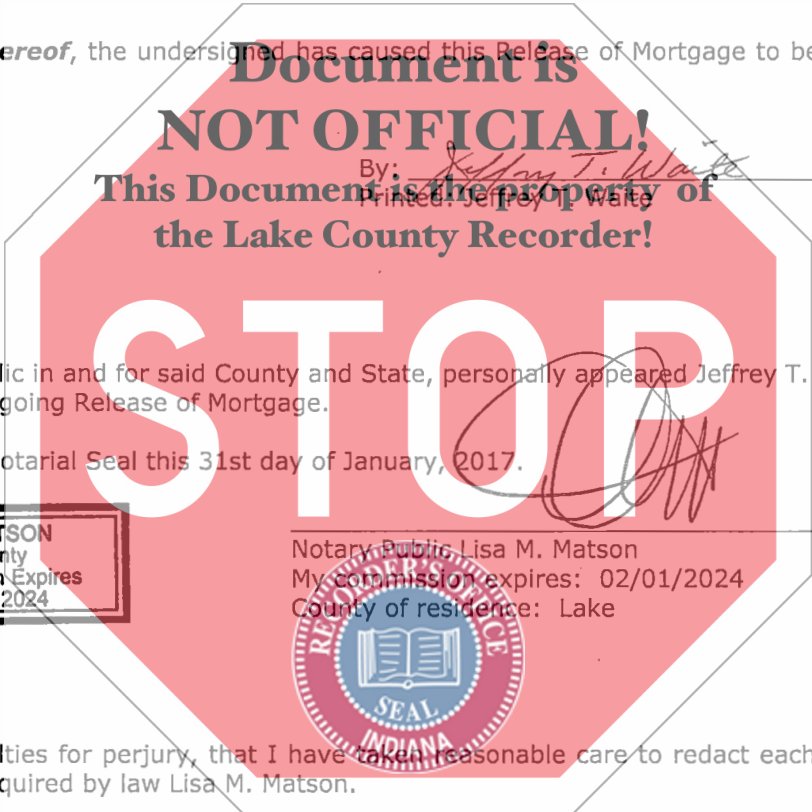 ereof, the undersigned has caused this Release of Mortgage to be
Document is
NOT OFFICIAL!
By: Jeffrey T. Waite
This Document is the property of
Printed: Jeffrey T. Waite
the Lake County Recorder!
STOP
lic in and for said County and State, personally appeared Jeffrey T.
going Release of Mortgage.
otarial Seal this 31st day of January, 2017.
TSON
nty
Expires
2024
Notary Public Lisa M. Matson
My commission expires: 02/01/2024
County of residence: Lake
RECORDER'S OFFICE
SEAL
INDIANA
lties for perjury, that I have taken reasonable care to redact each
quired by law Lisa M. Matson.